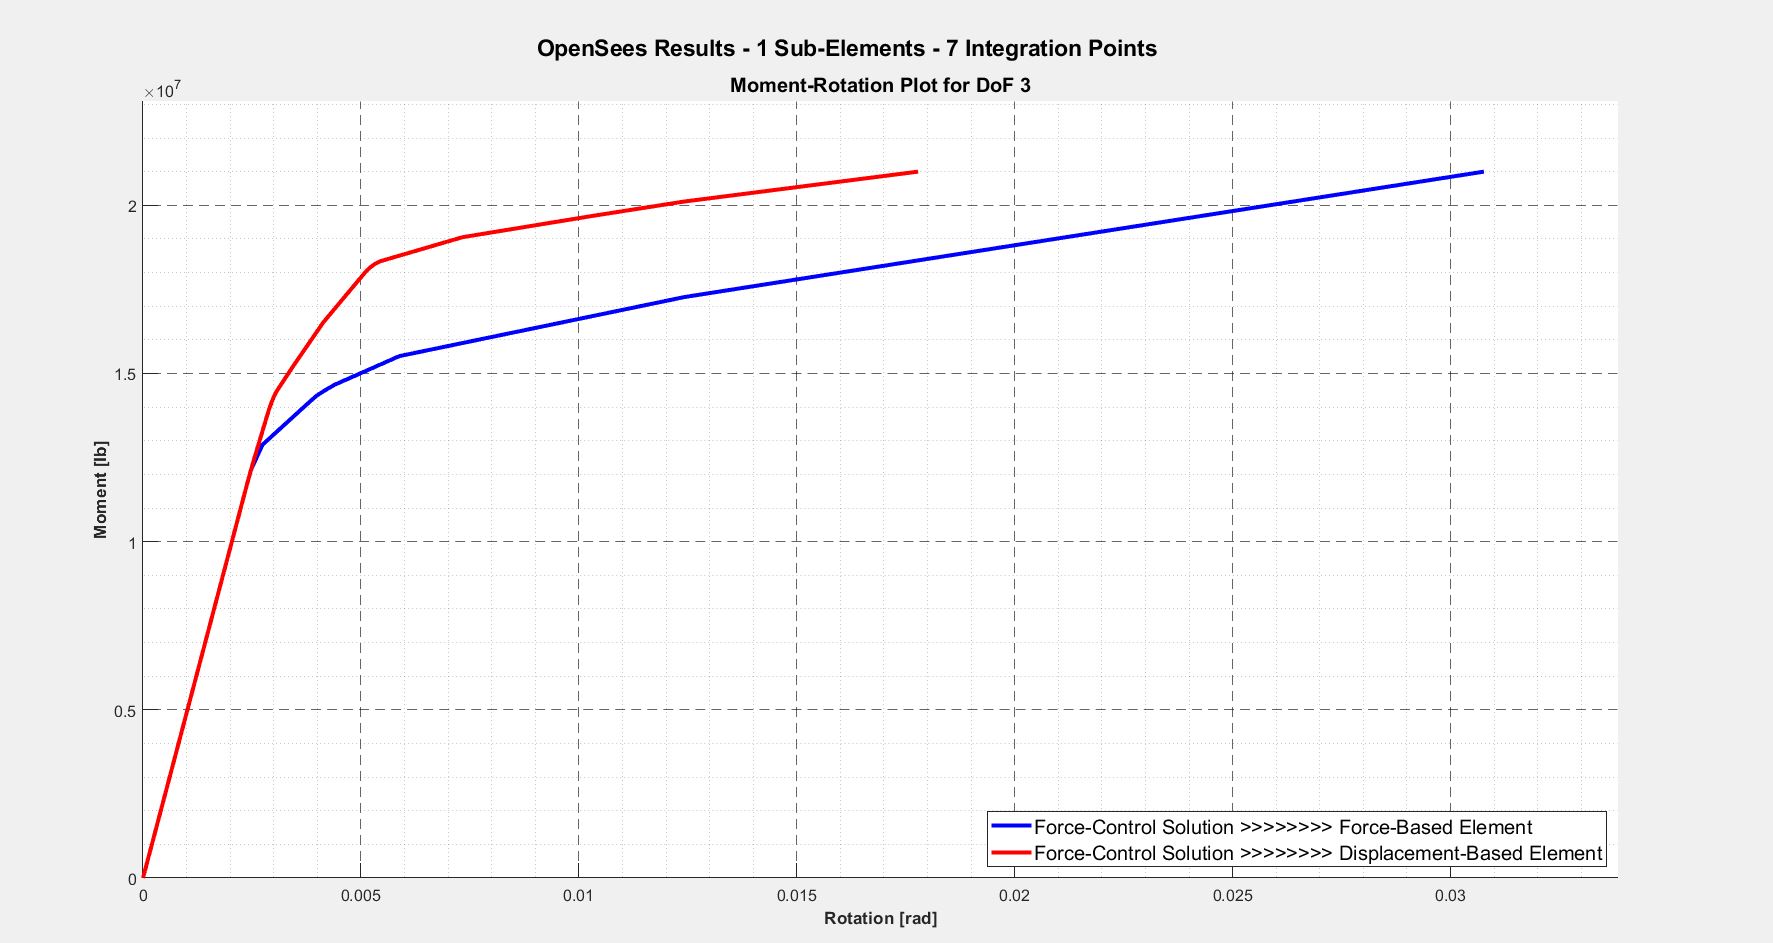 OpenSees Results - 1 Sub-Elements - 7 Integration Points
Moment-Rotation Plot for DoF 3
×10^7
2
1.5
1
0.5
0
Moment [lb]
0 0.005 0.01 0.015 0.02 0.025 0.03
Rotation [rad]
Force-Control Solution >>>>>>>> Force-Based Element
Force-Control Solution >>>>>>>> Displacement-Based Element